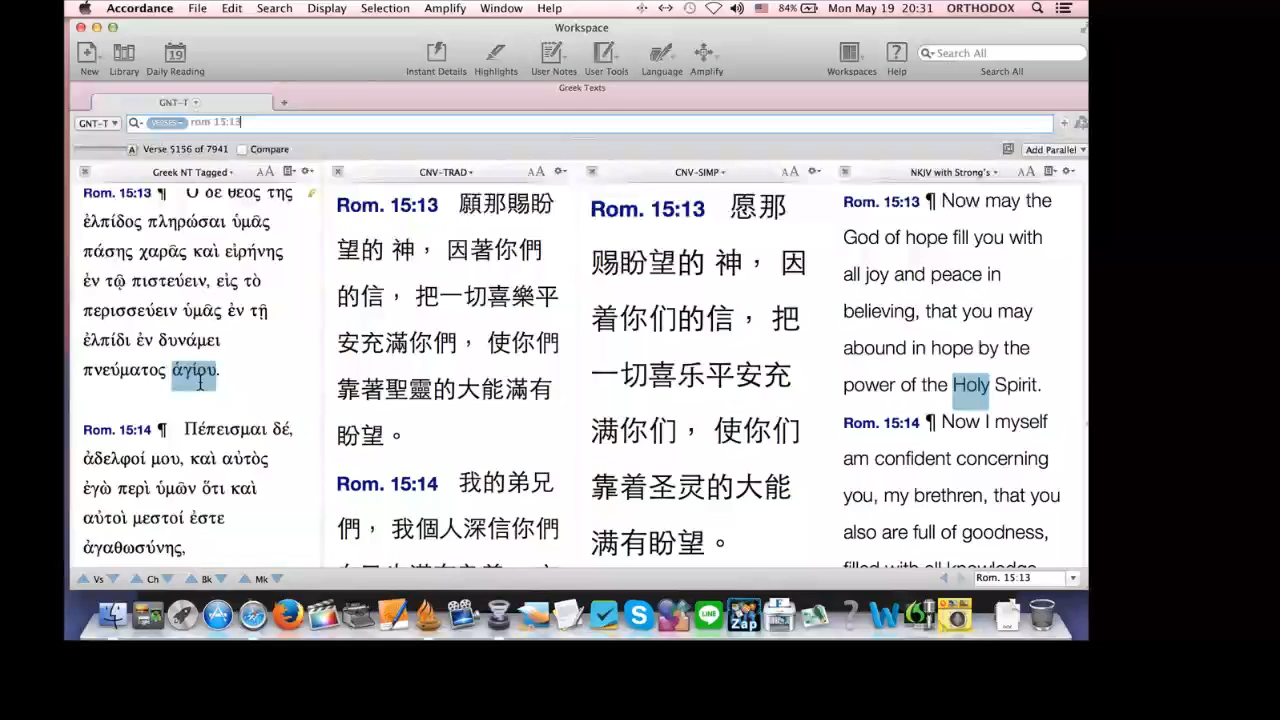 Accordance File Edit Search Display Selection Amplify Window Help 84% Mon May 19 20:31 ORTHODOX
Workspace
New Library Daily Reading Instant Details Highlights User Notes User Tools Language Amplify Workspaces Help Search All
19
Search All
Greek Texts
GNT-T
GNT-T VERSES rom 15:13
A Verse 5156 of 7941 Compare Add Parallel
Greek NT Tagged AA
Rom. 15:13 ¶ Ὁ δὲ θεὸς τῆς
ἐλπίδος πληρώσαι ὑμᾶς
πάσης χαρᾶς καὶ εἰρήνης
ἐν τῷ πιστεύειν, εἰς τὸ
περισσεύειν ὑμᾶς ἐν τῇ
ἐλπίδι ἐν δυνάμει
πνεύματος ἁγίου.
Rom. 15:14 ¶ Πέπεισμαι δέ,
ἀδελφοί μου, καὶ αὐτὸς
ἐγὼ περὶ ὑμῶν ὅτι καὶ
αὐτοὶ μεστοί ἐστε
ἀγαθωσύνης,
CNV-TRAD AA
Rom. 15:13 願那賜盼
望的 神， 因著你們
的信， 把一切喜樂平
安充滿你們， 使你們
靠著聖靈的大能滿有
盼望。
Rom. 15:14 我的弟兄
們， 我個人深信你們
CNV-SIMP AA
Rom. 15:13 愿那
赐盼望的 神， 因
着你们的信， 把
一切喜乐平安充
满你们， 使你们
靠着圣灵的大能
满有盼望。
NKJV with Strong's AA
Rom. 15:13 ¶ Now may the
God of hope fill you with
all joy and peace in
believing, that you may
abound in hope by the
power of the Holy Spirit.
Rom. 15:14 ¶ Now I myself
am confident concerning
you, my brethren, that you
also are full of goodness,
filled with all knowledge
Vs Ch Bk Mk Rom. 15:13
LINE Zap